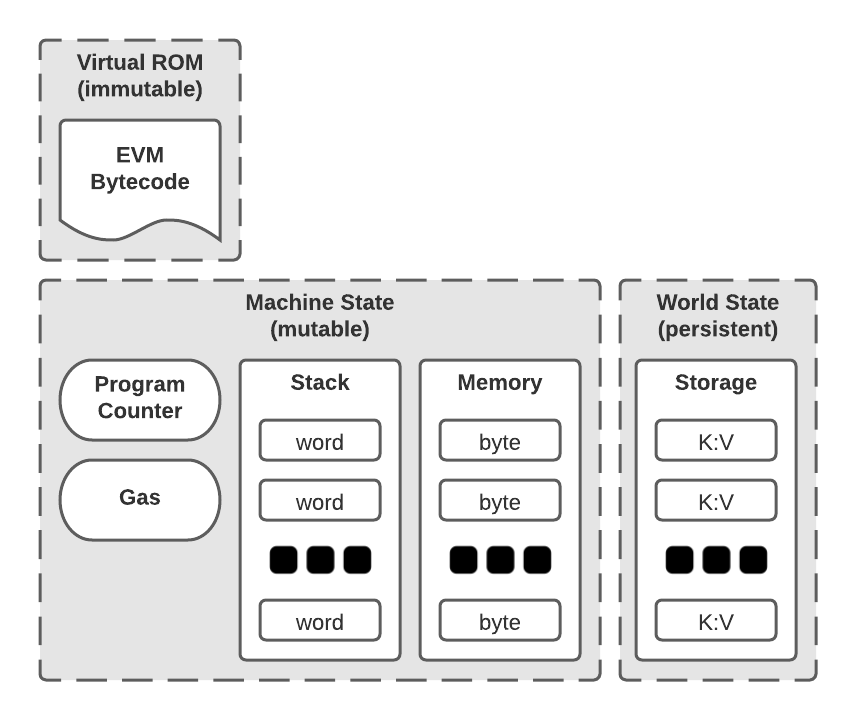 Virtual ROM
(immutable)
EVM
Bytecode
Machine State
(mutable)
Program
Counter
Gas
Stack
word
word
word
Memory
byte
byte
byte
World State
(persistent)
Storage
K:V
K:V
K:V